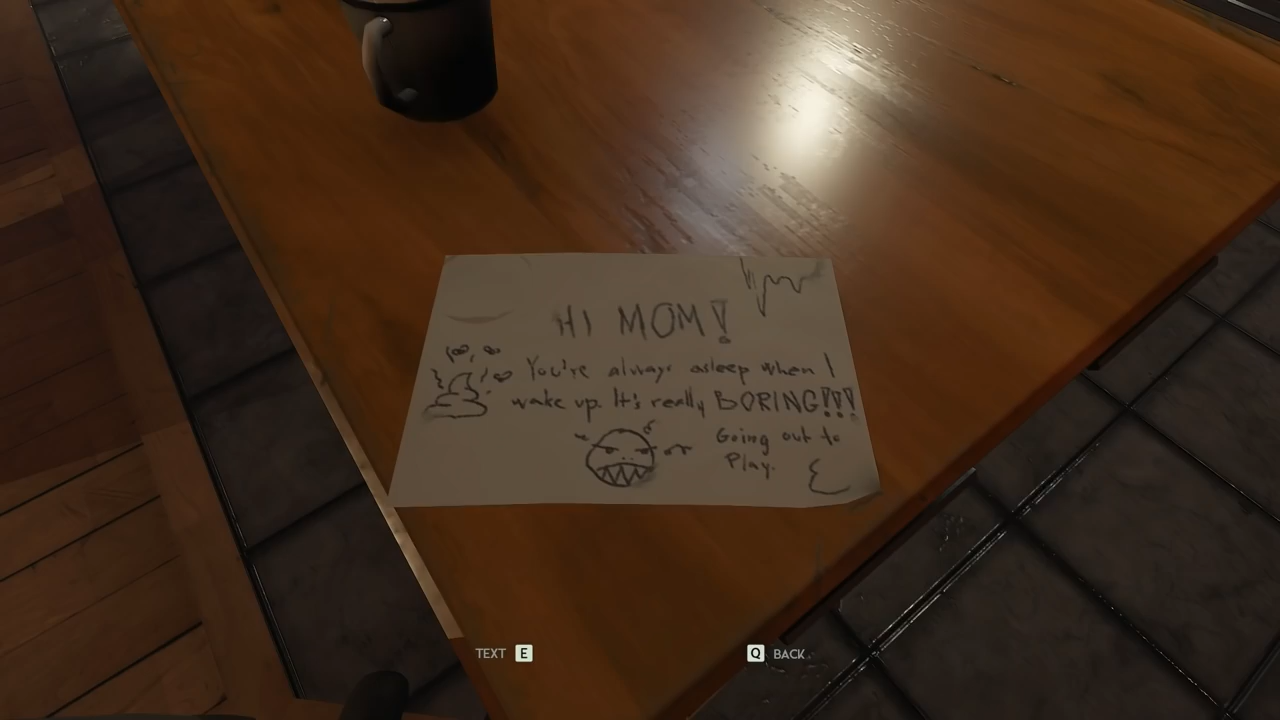 HI MOM!
You're always asleep when I
wake up. It's really BORING!!!
Going out to
Play.
TEXT E
Q BACK